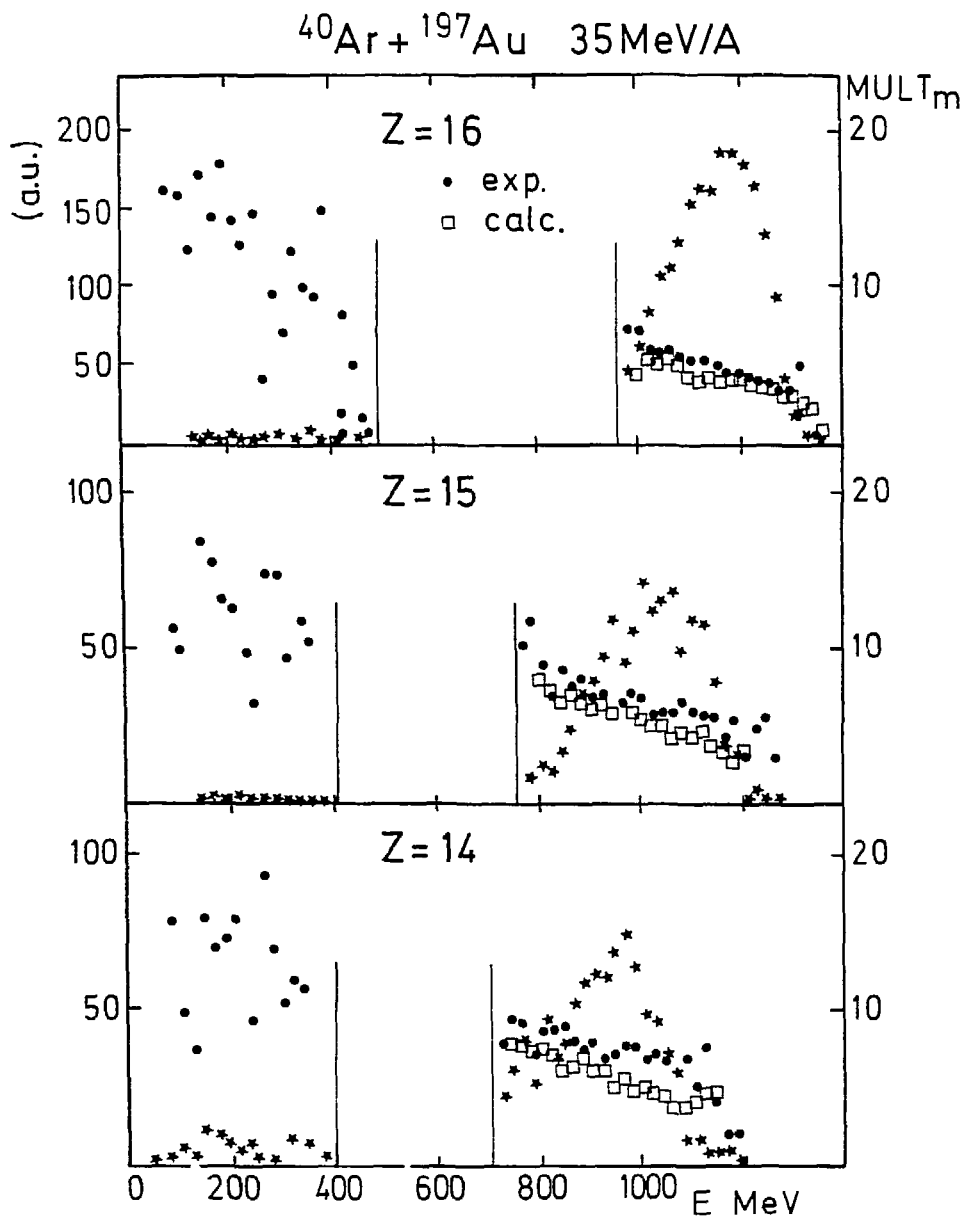 ⁴⁰Ar + ¹⁹⁷Au 35MeV/A
MULTm
(a.u.)
200
150
100
50
20
10
Z = 16
● exp.
□ calc.
100
50
20
10
Z = 15
100
50
20
10
Z = 14
0 200 400 600 800 1000 E MeV